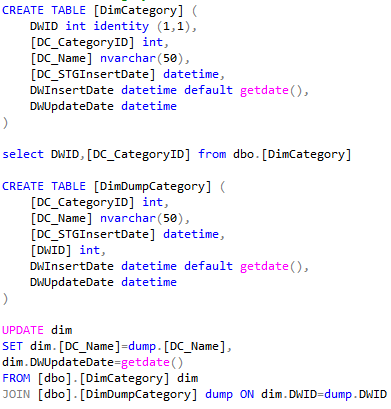 CREATE TABLE [DimCategory] (
DWID int identity (1,1),
[DC_CategoryID] int,
[DC_Name] nvarchar(50),
[DC_STGInsertDate] datetime,
DWInsertDate datetime default getdate(),
DWUpdateDate datetime
)
select DWID,[DC_CategoryID] from dbo.[DimCategory]
CREATE TABLE [DimDumpCategory] (
[DC_CategoryID] int,
[DC_Name] nvarchar(50),
[DC_STGInsertDate] datetime,
[DWID] int,
DWInsertDate datetime default getdate(),
DWUpdateDate datetime
)
UPDATE dim
SET dim.[DC_Name]=dump.[DC_Name],
dim.DWUpdateDate=getdate()
FROM [dbo].[DimCategory] dim
JOIN [dbo].[DimDumpCategory] dump ON dim.DWID=dump.DWID